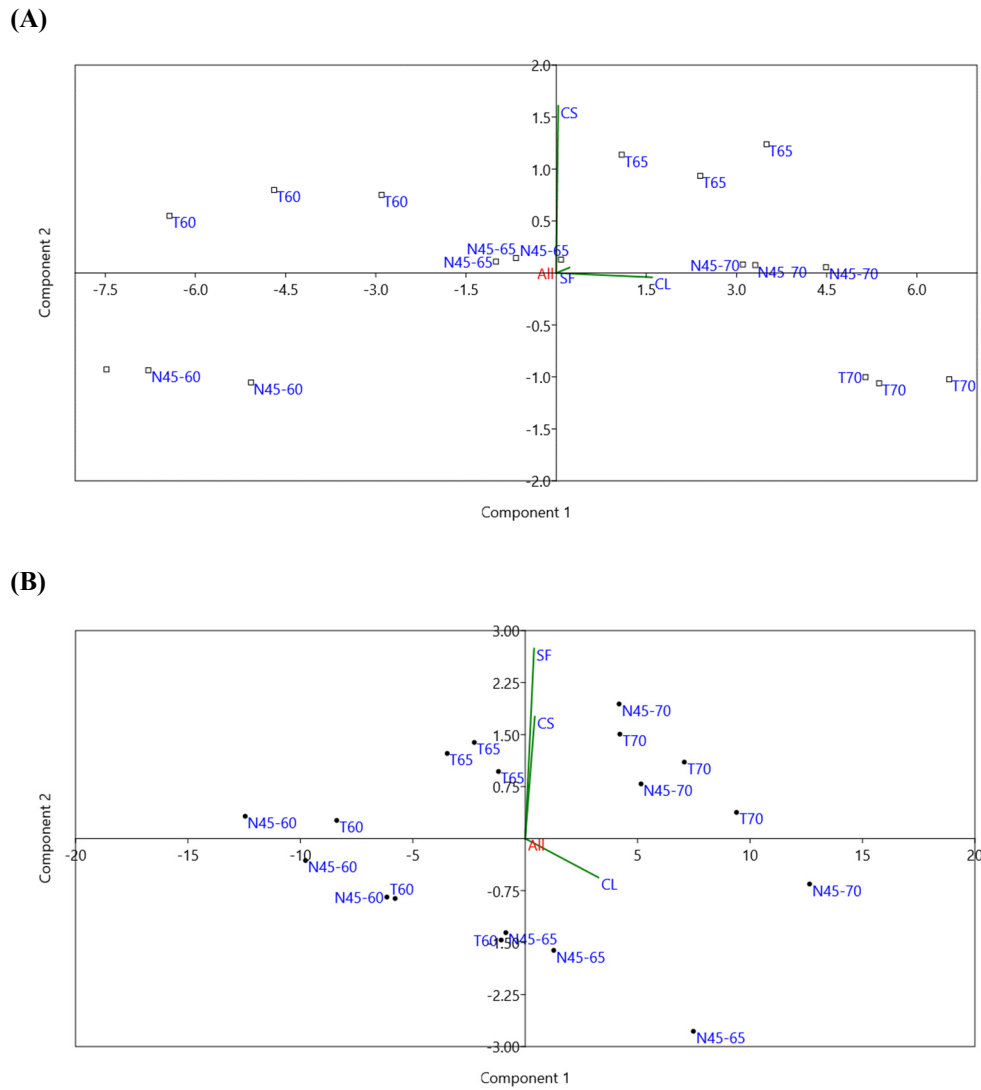 (A)
2.0
CS
1.5
T65
T65
1.0
T65
T60
T60
0.5
T60
N45-65
N45-65
N45-65
N45-70
N45-70
N45-70
All
SF
CL
-7.5
-6.0
-4.5
-3.0
-1.5
1.5
3.0
4.5
6.0
Component 2
-0.5
N45-60
N45-60
-1.0
T70
T70
T70
-1.5
-2.0
Component 1
(B)
3.00
SF
2.25
N45-70
CS
1.50
T70
T65
T65
T65
T70
0.75
N45-70
T70
N45-60
T60
All
-20
-15
-10
-5
5
10
15
20
Component 2
N45-60
CL
-0.75
N45-60
T60
N45-70
T60
N45-65
-1.50
N45-65
-2.25
N45-65
-3.00
Component 1